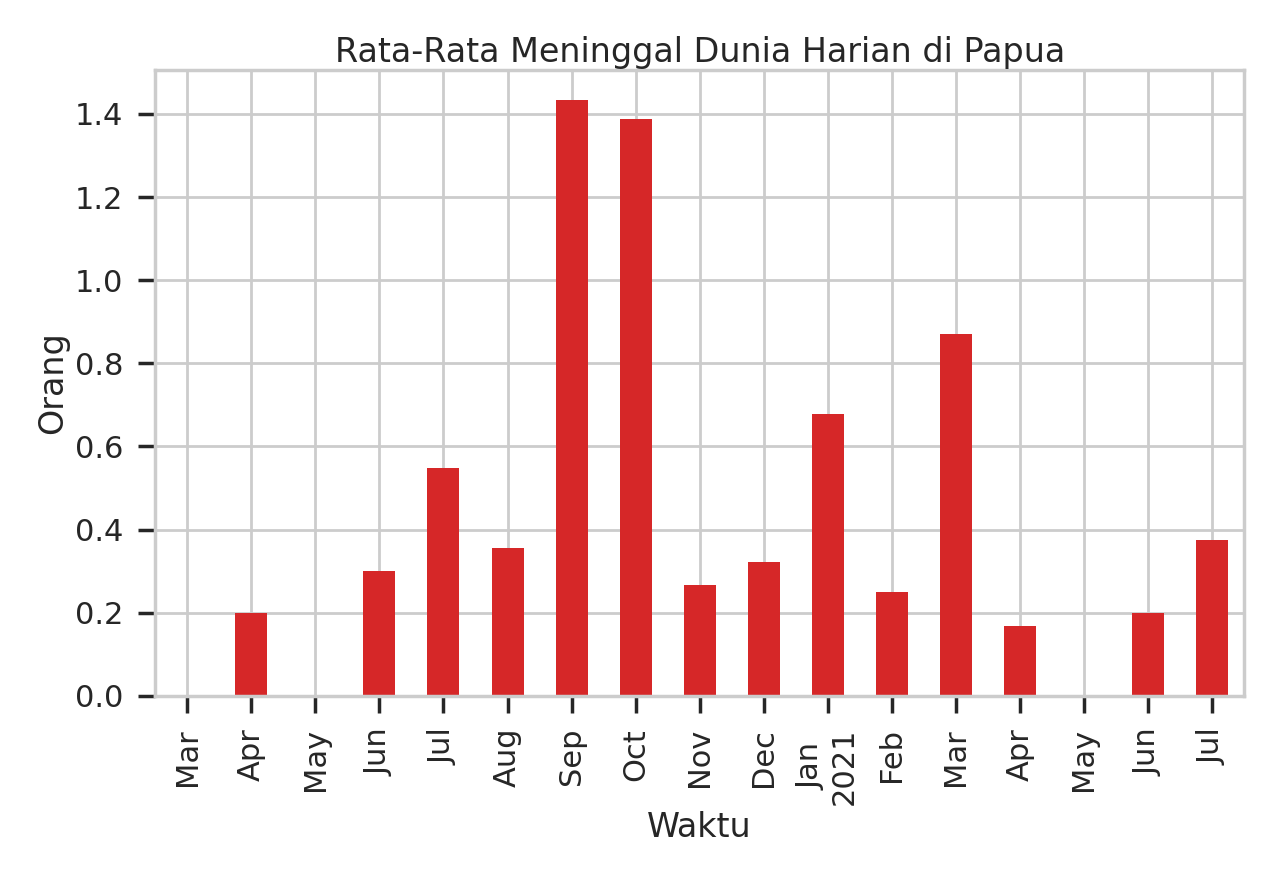 Rata-Rata Meninggal Dunia Harian di Papua
Orang
1.4
1.2
1.0
0.8
0.6
0.4
0.2
0.0
Mar
Apr
May
Jun
Jul
Aug
Sep
Oct
Nov
Dec
Jan
2021
Feb
Mar
Apr
May
Jun
Jul
Waktu